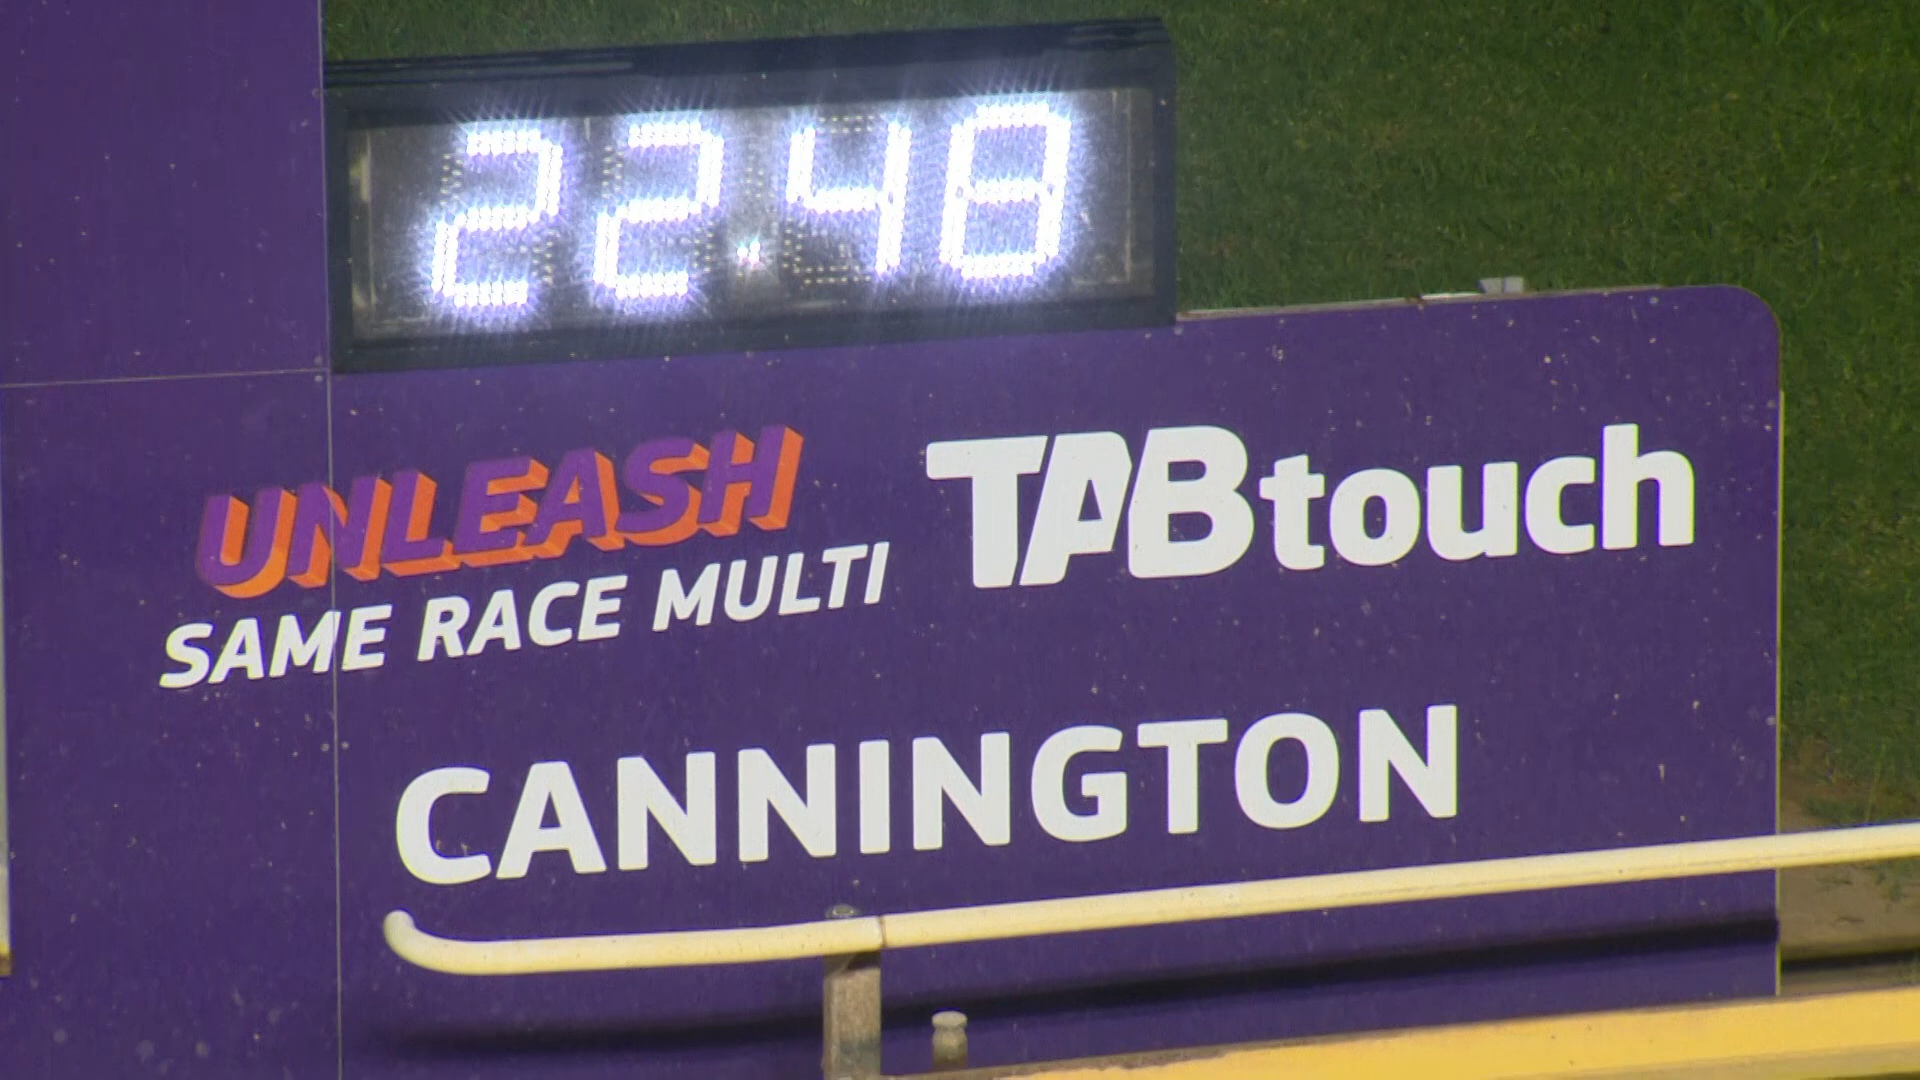 22.48
UNLEASH
SAME RACE MULTI
TABtouch
CANNINGTON